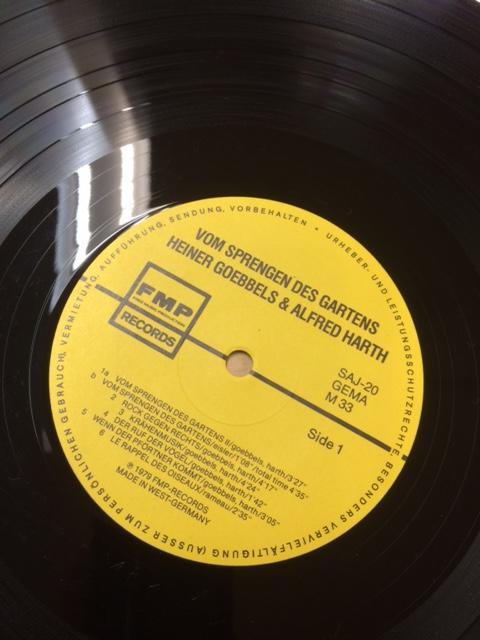 VOM SPRENGEN DES GARTENS
HEINER GOEBBELS & ALFRED HARTH
FMP
FREE MUSIC PRODUCTION
RECORDS
SAJ-20
GEMA
M 33
Side 1
1a VOM SPRENGEN DES GARTENS II/goebbels, harth/3'27"
b VOM SPRENGEN DES GARTENS II/eisler/1'08"/total time 4'35"
2 ROCK GEGEN RECHTS/goebbels, harth/4'17"
3 KRÄHENMUSIK/goebbels, harth/4'24"
4 DER RUF DER VÖGEL/goebbels, harth/1'42"
5 WENN DER PFÖRTNER KOMMT/goebbels, harth/3'05"
6 LE RAPPEL DES OISEAUX/rameau/2'35"
℗ 1979 FMP-RECORDS
MADE IN WEST-GERMANY
URHEBER- UND LEISTUNGSSCHUTZRECHTE, BESONDERS VERVIELFÄLTIGUNG (AUSSER ZUM PERSÖNLICHEN GEBRAUCH), VERMIETUNG, AUFFÜHRUNG, SENDUNG, VORBEHALTEN •